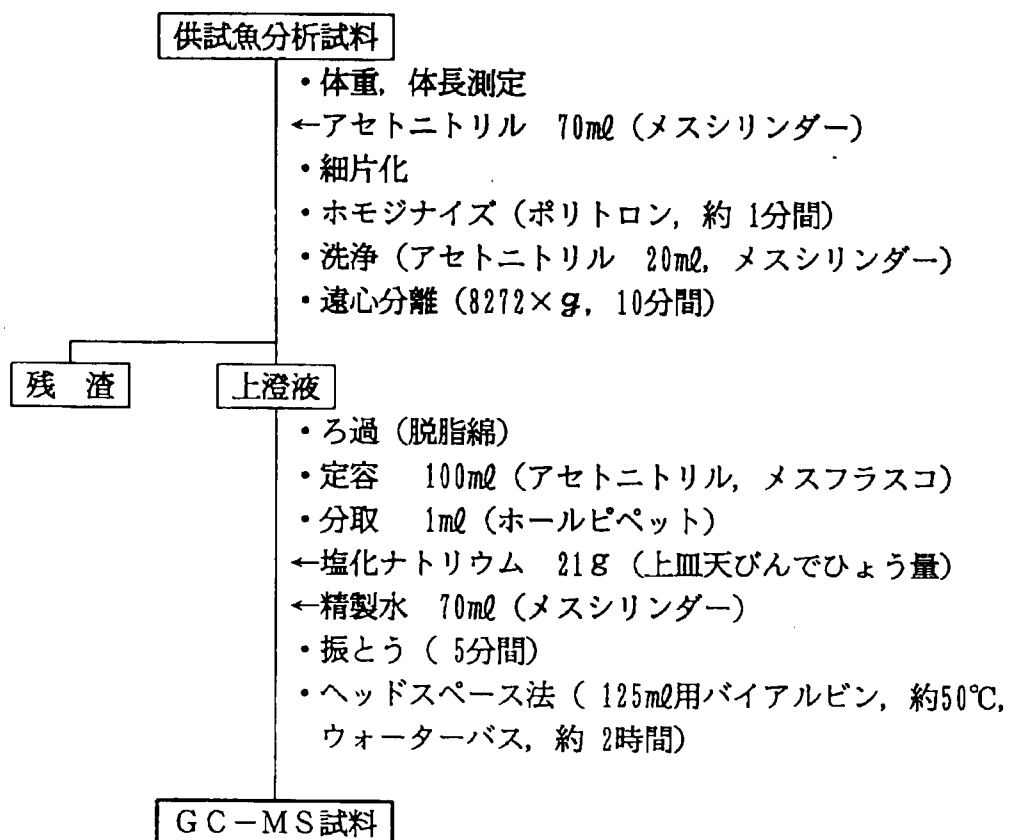 供試魚分析試料
・体重,体長測定
←アセトニトリル 70mℓ(メスシリンダー)
・細片化
・ホモジナイズ(ポリトロン,約 1分間)
・洗浄(アセトニトリル 20mℓ,メスシリンダー)
・遠心分離(8272×g,10分間)
残 渣 上澄液
・ろ過(脱脂綿)
・定容 100mℓ(アセトニトリル,メスフラスコ)
・分取 1mℓ(ホールピペット)
←塩化ナトリウム 21g(上皿天びんでひょう量)
←精製水 70mℓ(メスシリンダー)
・振とう( 5分間)
・ヘッドスペース法( 125mℓ用バイアルビン,約50℃,
ウォーターバス,約 2時間)
GC-MS試料